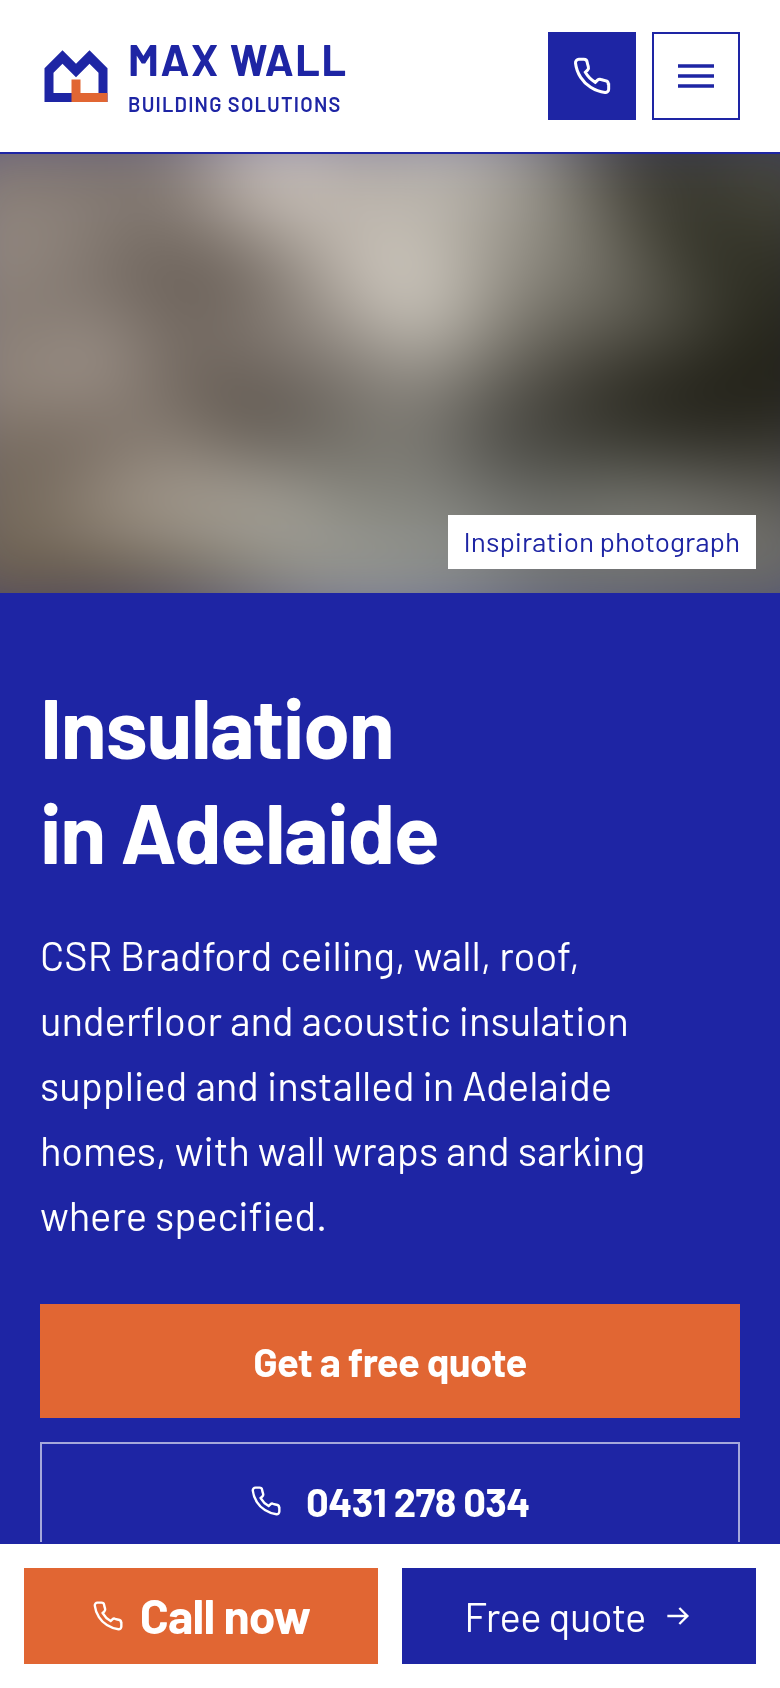 MAX WALL
BUILDING SOLUTIONS
Inspiration photograph
Insulation
in Adelaide
CSR Bradford ceiling, wall, roof,
underfloor and acoustic insulation
supplied and installed in Adelaide
homes, with wall wraps and sarking
where specified.
Get a free quote
0431 278 034
Call now
Free quote →